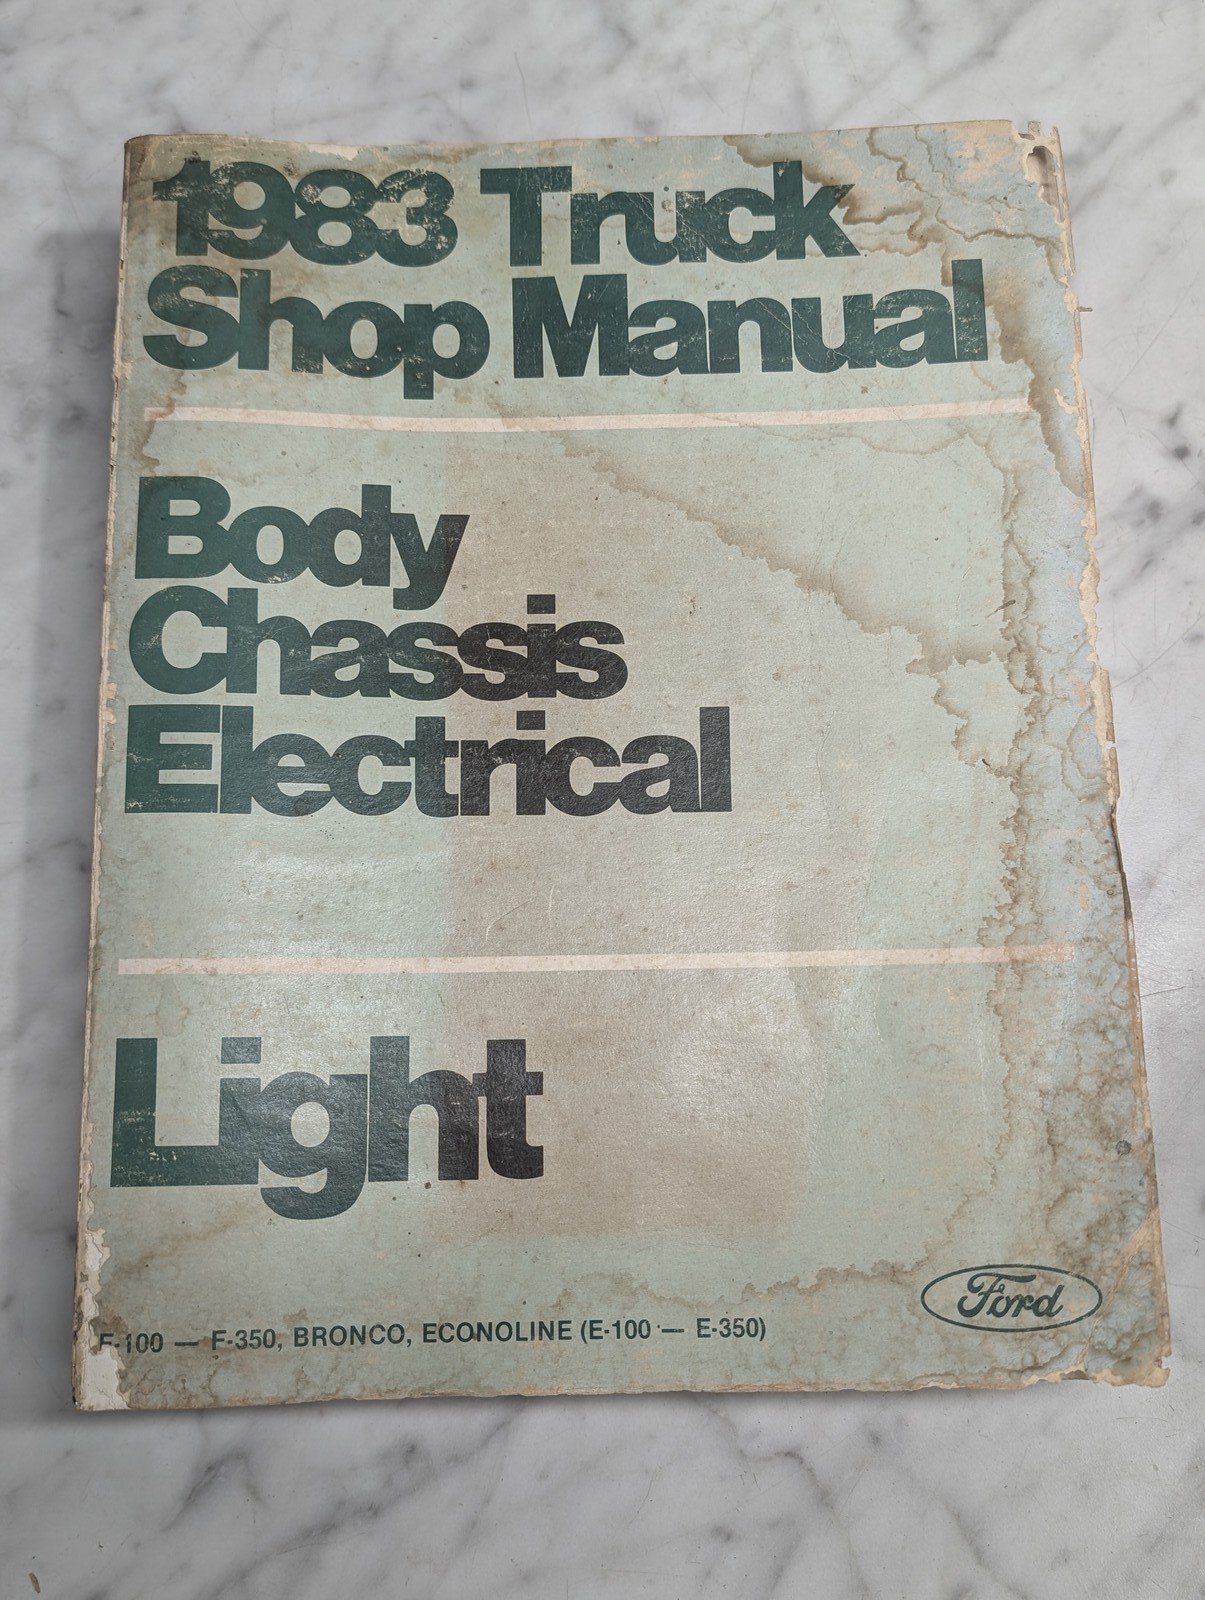 1983 Truck
Shop Manual
Body
Chassis
Electrical
Light
Ford
F-100 — F-350, BRONCO, ECONOLINE (E-100 — E-350)